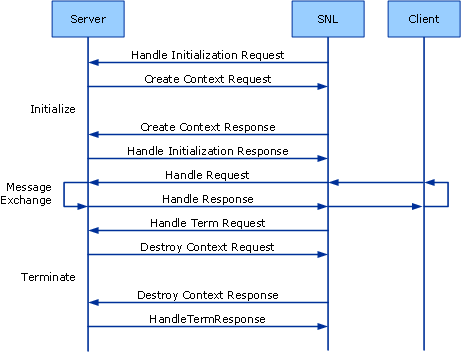 Server
SNL
Client
Handle Initialization Request
Create Context Request
Initialize
Create Context Response
Handle Initialization Response
Handle Request
Message
Exchange
Handle Response
Handle Term Request
Destroy Context Request
Terminate
Destroy Context Response
HandleTermResponse